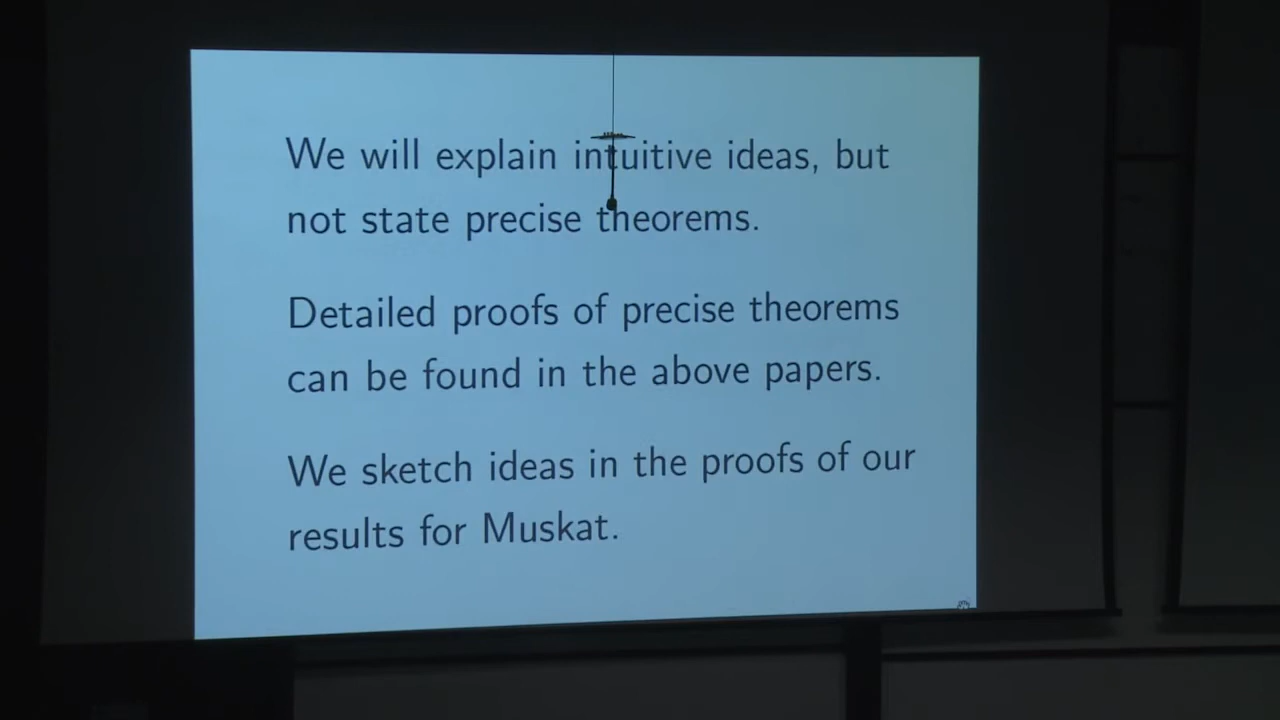 We will explain intuitive ideas, but
not state precise theorems.
Detailed proofs of precise theorems
can be found in the above papers.
We sketch ideas in the proofs of our
results for Muskat.